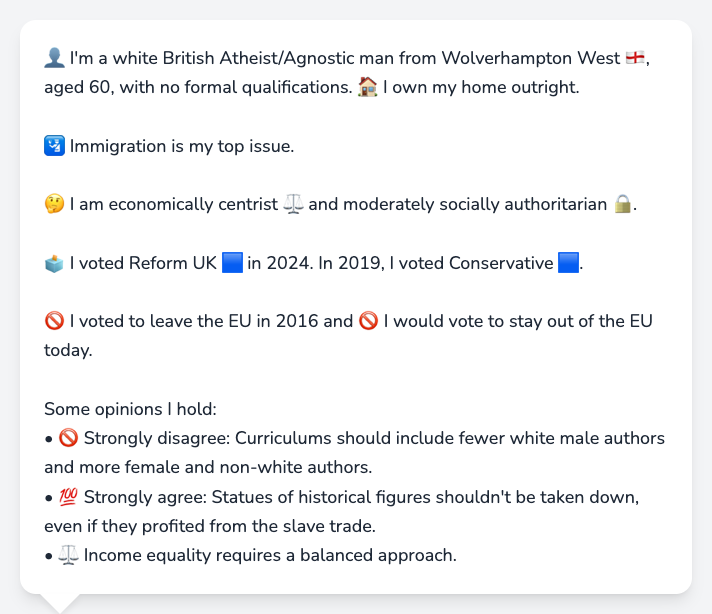 👤 I'm a white British Atheist/Agnostic man from Wolverhampton West 🏴󠁧󠁢󠁥󠁮󠁧󠁿,
aged 60, with no formal qualifications. 🏠 I own my home outright.
🛂 Immigration is my top issue.
🤔 I am economically centrist ⚖️ and moderately socially authoritarian 🔒.
🗳️ I voted Reform UK 🟦 in 2024. In 2019, I voted Conservative 🟦.
🚫 I voted to leave the EU in 2016 and 🚫 I would vote to stay out of the EU
today.
Some opinions I hold:
• 🚫 Strongly disagree: Curriculums should include fewer white male authors
and more female and non-white authors.
• 💯 Strongly agree: Statues of historical figures shouldn't be taken down,
even if they profited from the slave trade.
• ⚖️ Income equality requires a balanced approach.